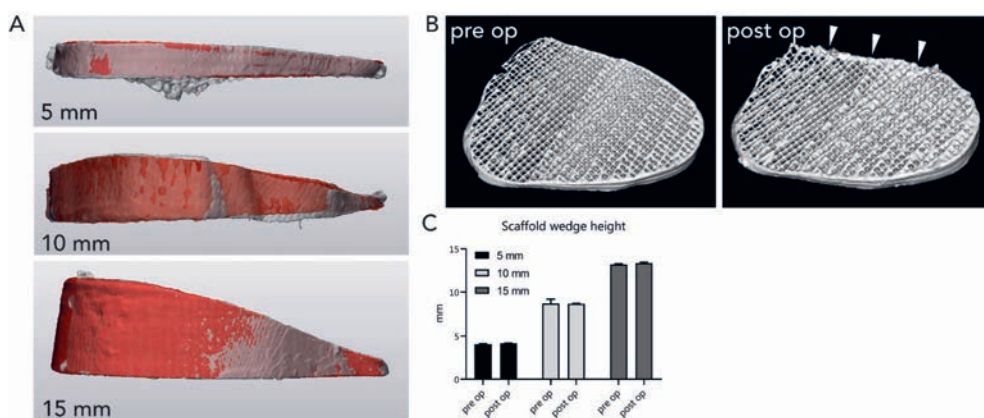 A
5 mm
10 mm
15 mm
B
pre op
post op
C
Scaffold wedge height
15
10
5
0
mm
5 mm
10 mm
15 mm
pre op
post op
pre op
post op
pre op
post op